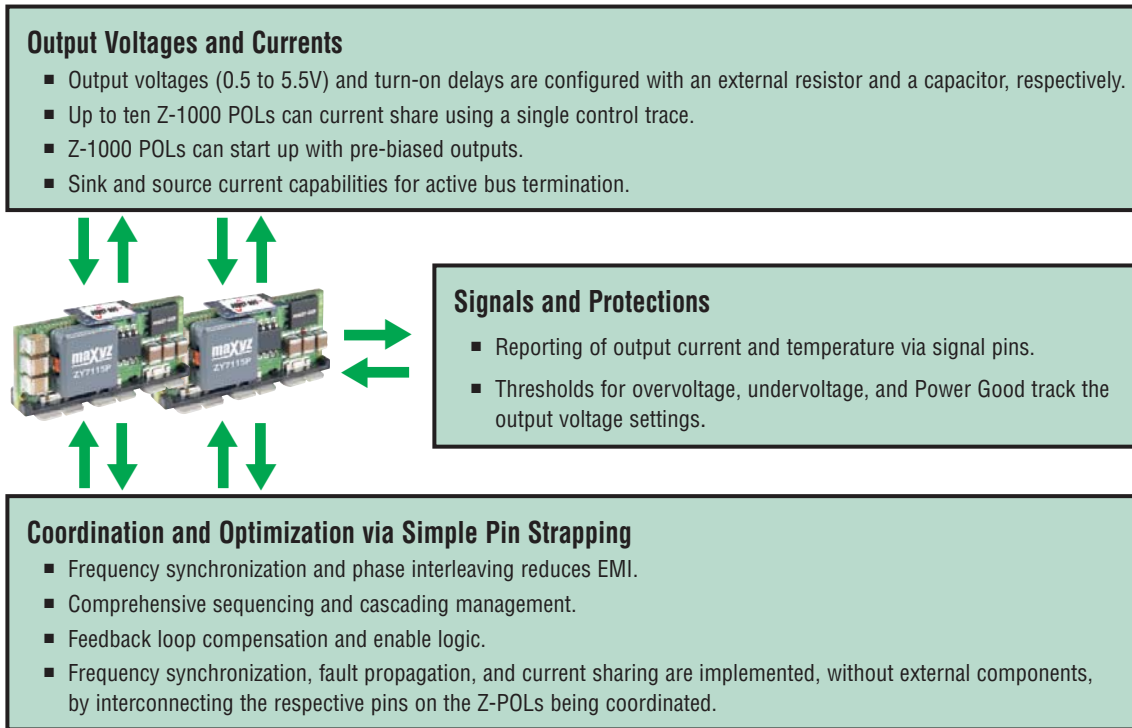 Output Voltages and Currents
■ Output voltages (0.5 to 5.5V) and turn-on delays are configured with an external resistor and a capacitor, respectively.
■ Up to ten Z-1000 POLs can current share using a single control trace.
■ Z-1000 POLs can start up with pre-biased outputs.
■ Sink and source current capabilities for active bus termination.
maxyz
ZY7115P
maxyz
ZY7115P
Signals and Protections
■ Reporting of output current and temperature via signal pins.
■ Thresholds for overvoltage, undervoltage, and Power Good track the
output voltage settings.
Coordination and Optimization via Simple Pin Strapping
■ Frequency synchronization and phase interleaving reduces EMI.
■ Comprehensive sequencing and cascading management.
■ Feedback loop compensation and enable logic.
■ Frequency synchronization, fault propagation, and current sharing are implemented, without external components,
by interconnecting the respective pins on the Z-POLs being coordinated.